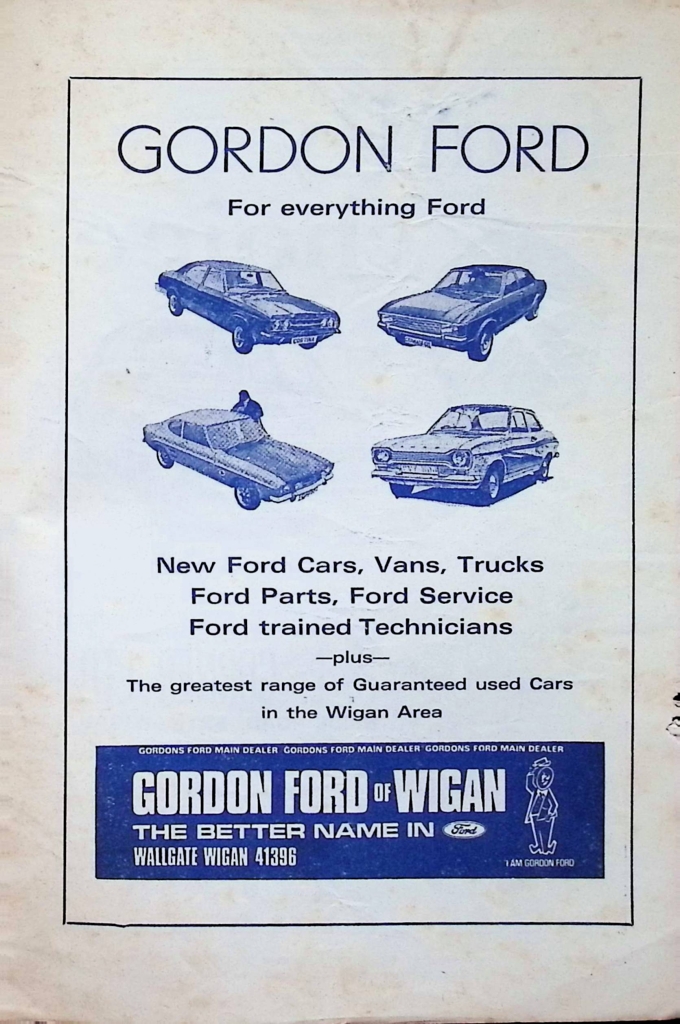 GORDON FORD
For everything Ford
CORTINA
New Ford Cars, Vans, Trucks
Ford Parts, Ford Service
Ford trained Technicians
—plus—
The greatest range of Guaranteed used Cars
in the Wigan Area
GORDONS FORD MAIN DEALER GORDONS FORD MAIN DEALER GORDONS FORD MAIN DEALER
GORDON FORD OF WIGAN
THE BETTER NAME IN Ford
WALLGATE WIGAN 41396
'I AM GORDON FORD